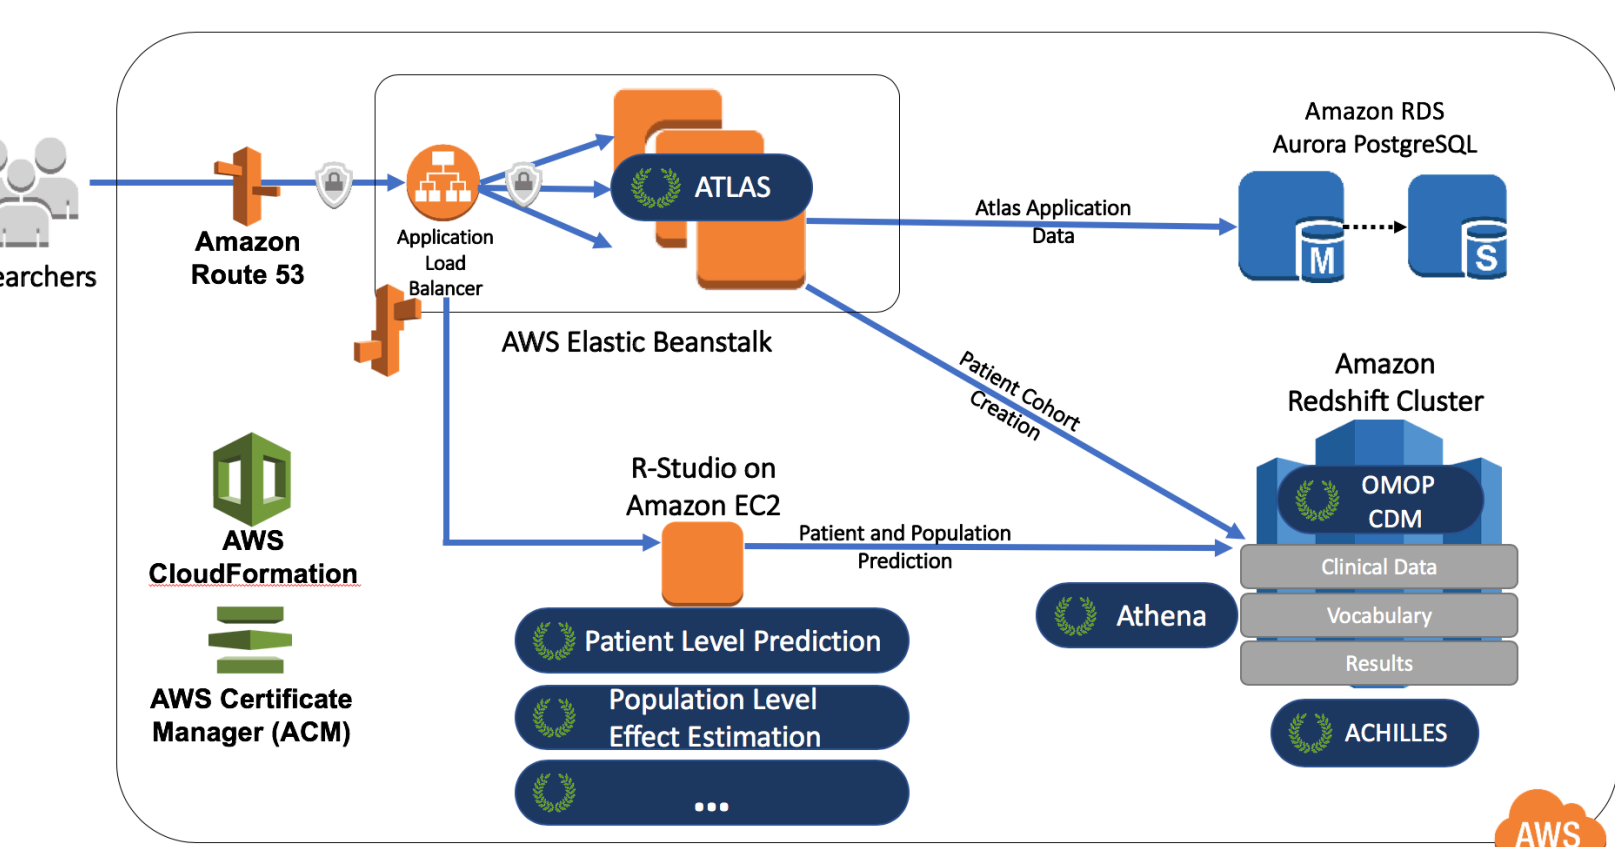 earchers
Amazon
Route 53
Application
Load
Balancer
ATLAS
AWS Elastic Beanstalk
Atlas Application
Data
Amazon RDS
Aurora PostgreSQL
M
S
Patient Cohort
Creation
Amazon
Redshift Cluster
OMOP
CDM
Clinical Data
Vocabulary
Results
Athena
ACHILLES
R-Studio on
Amazon EC2
Patient and Population
Prediction
Patient Level Prediction
Population Level
Effect Estimation
...
AWS
CloudFormation
AWS Certificate
Manager (ACM)
AWS